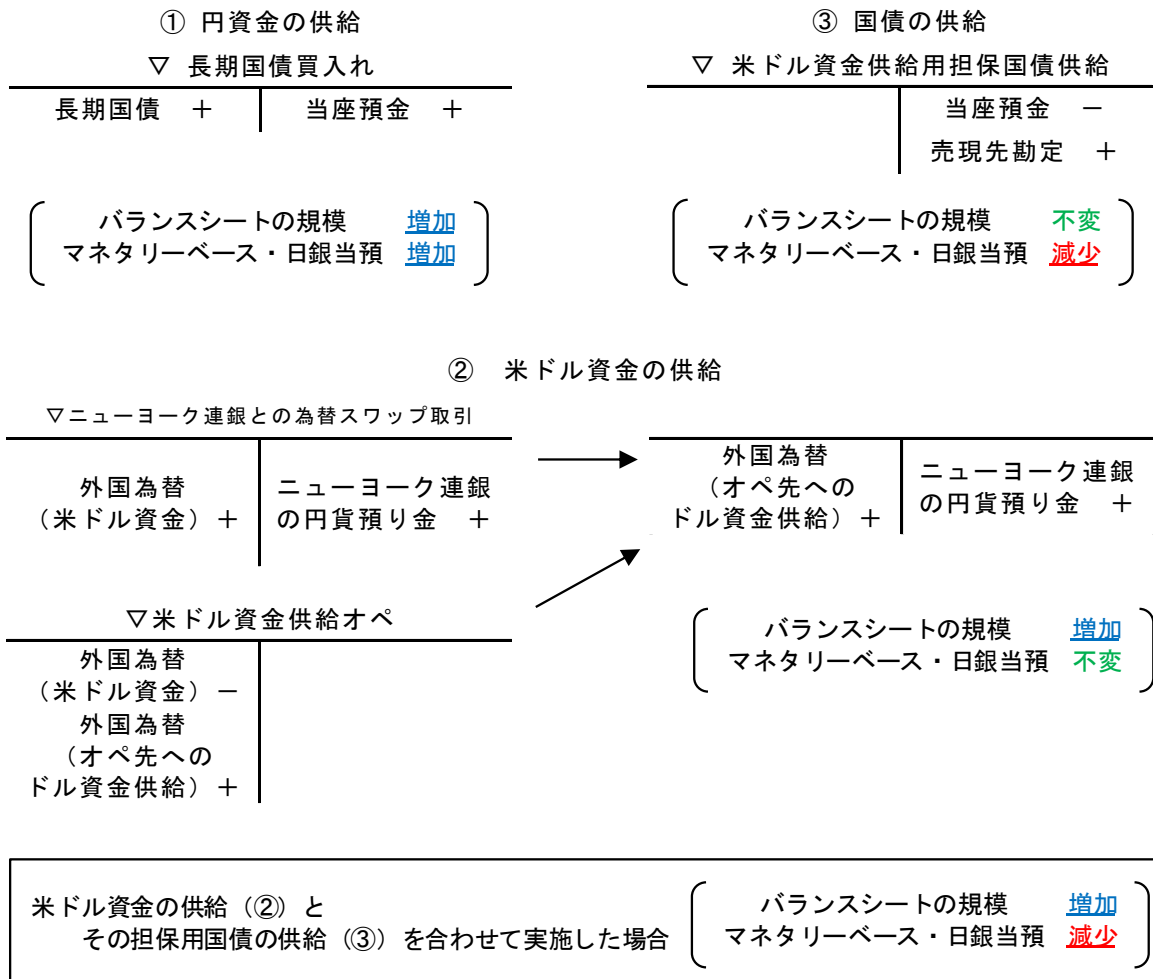 ① 円資金の供給
▽ 長期国債買入れ
長期国債 ＋ 当座預金 ＋
バランスシートの規模 増加
マネタリーベース・日銀当預 増加
③ 国債の供給
▽ 米ドル資金供給用担保国債供給
当座預金 －
売現先勘定 ＋
バランスシートの規模 不変
マネタリーベース・日銀当預 減少
② 米ドル資金の供給
▽ニューヨーク連銀との為替スワップ取引
外国為替
（米ドル資金）＋
ニューヨーク連銀
の円貨預り金 ＋
▽米ドル資金供給オペ
外国為替
（米ドル資金）－
外国為替
（オペ先への
ドル資金供給）＋
外国為替
（オペ先への
ドル資金供給）＋
ニューヨーク連銀
の円貨預り金 ＋
バランスシートの規模 増加
マネタリーベース・日銀当預 不変
米ドル資金の供給（②）と
その担保用国債の供給（③）を合わせて実施した場合
バランスシートの規模 増加
マネタリーベース・日銀当預 減少